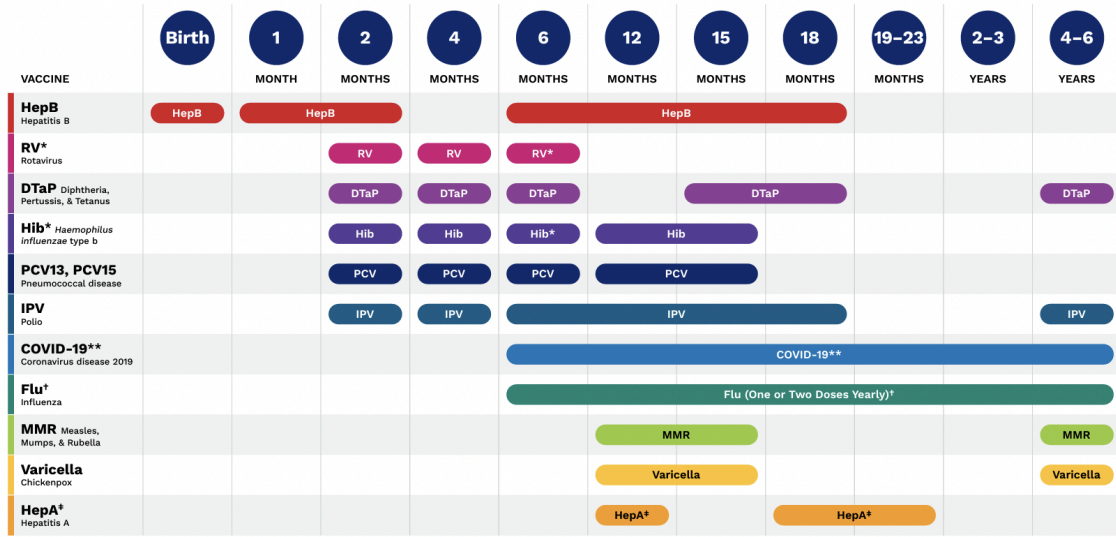 Birth 1 2 4 6 12 15 18 19–23 2–3 4–6
VACCINE MONTH MONTHS MONTHS MONTHS MONTHS MONTHS MONTHS MONTHS YEARS YEARS
HepB
Hepatitis B
HepB HepB HepB
RV*
Rotavirus
RV RV RV*
DTaP Diphtheria,
Pertussis, & Tetanus
DTaP DTaP DTaP DTaP DTaP
Hib* Haemophilus
influenzae type b
Hib Hib Hib* Hib
PCV13, PCV15
Pneumococcal disease
PCV PCV PCV PCV
IPV
Polio
IPV IPV IPV IPV
COVID-19**
Coronavirus disease 2019
COVID-19**
Flu†
Influenza
Flu (One or Two Doses Yearly)†
MMR Measles,
Mumps, & Rubella
MMR MMR
Varicella
Chickenpox
Varicella Varicella
HepA‡
Hepatitis A
HepA‡ HepA‡